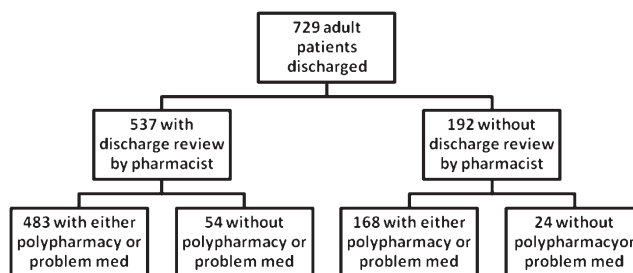 729 adult
patients
discharged
537 with
discharge review
by pharmacist
192 without
discharge review
by pharmacist
483 with either
polypharmacy or
problem med
54 without
polypharmacy or
problem med
168 with either
polypharmacy or
problem med
24 without
polypharmacyor
problem med